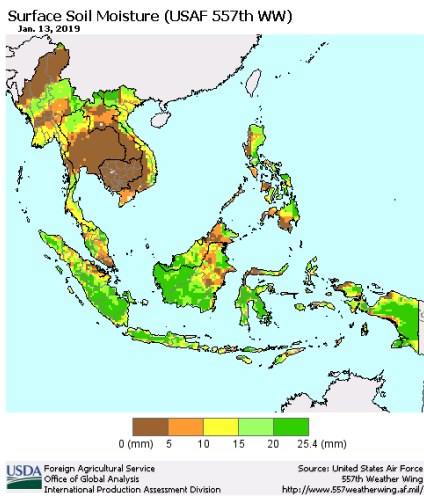 Surface Soil Moisture (USAF 557th WW)
Jan. 13, 2019
0 (mm) 5 10 15 20 25.4 (mm)
USDA Foreign Agricultural Service
Office of Global Analysis
International Production Assessment Division
Source: United States Air Force
557th Weather Wing
http://www.557weatherwing.af.mil/